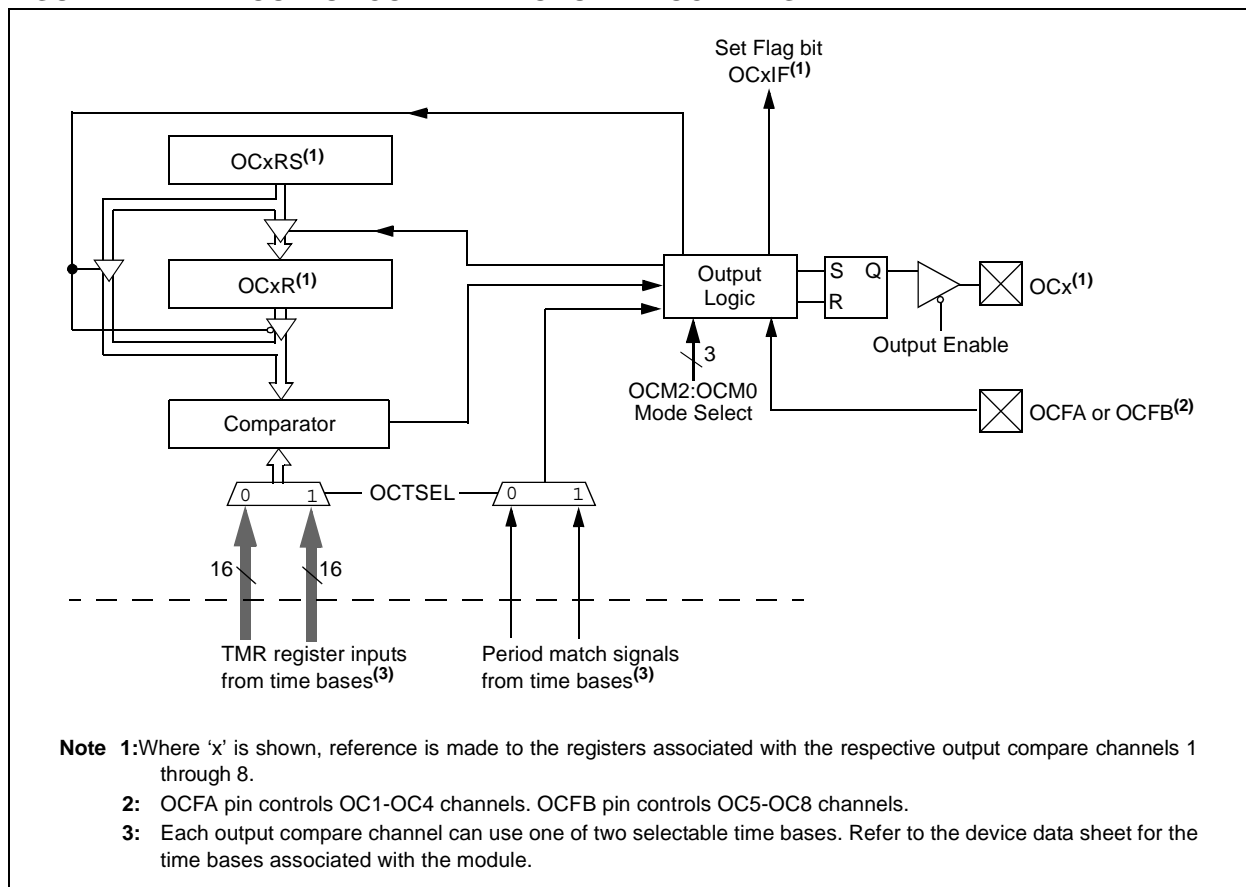 Set Flag bit
OCxIF(1)
OCxRS(1)
OCxR(1)
Output
Logic
S Q
R
OCx(1)
Output Enable
3
OCM2:OCM0
Mode Select
OCFA or OCFB(2)
Comparator
0 1
OCTSEL
0 1
16
16
TMR register inputs
from time bases(3)
Period match signals
from time bases(3)
Note 1:Where ‘x’ is shown, reference is made to the registers associated with the respective output compare channels 1
through 8.
2: OCFA pin controls OC1-OC4 channels. OCFB pin controls OC5-OC8 channels.
3: Each output compare channel can use one of two selectable time bases. Refer to the device data sheet for the
time bases associated with the module.